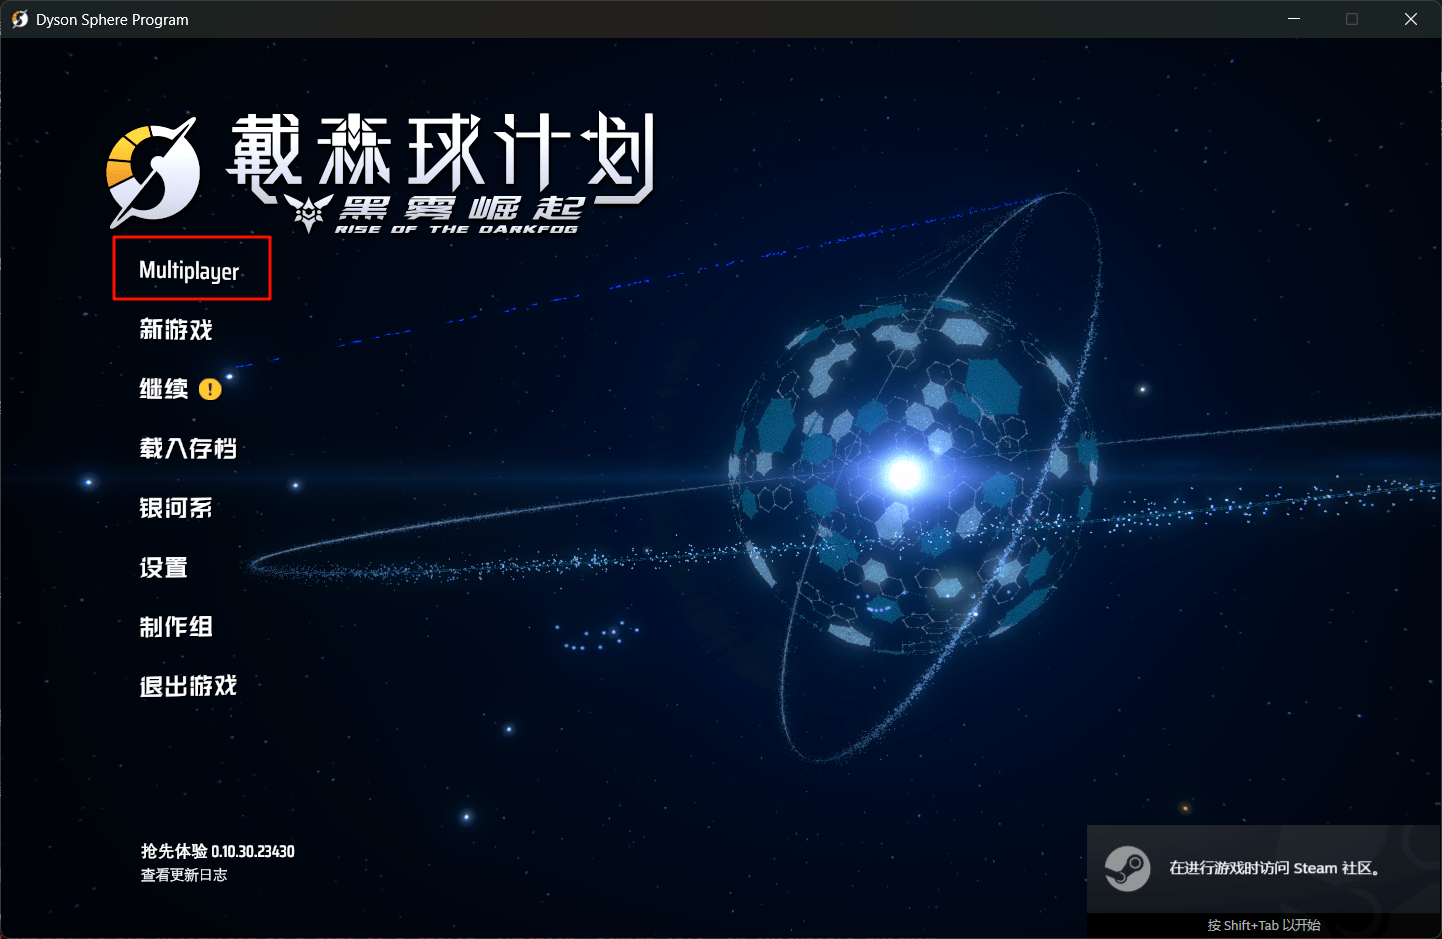 Dyson Sphere Program
戴森球计划
黑雾崛起
RISE OF THE DARKFOG
Multiplayer
新游戏
继续
载入存档
银河系
设置
制作组
退出游戏
抢先体验 0.10.30.23430
查看更新日志
在进行游戏时访问 Steam 社区。
按 Shift+Tab 以开始